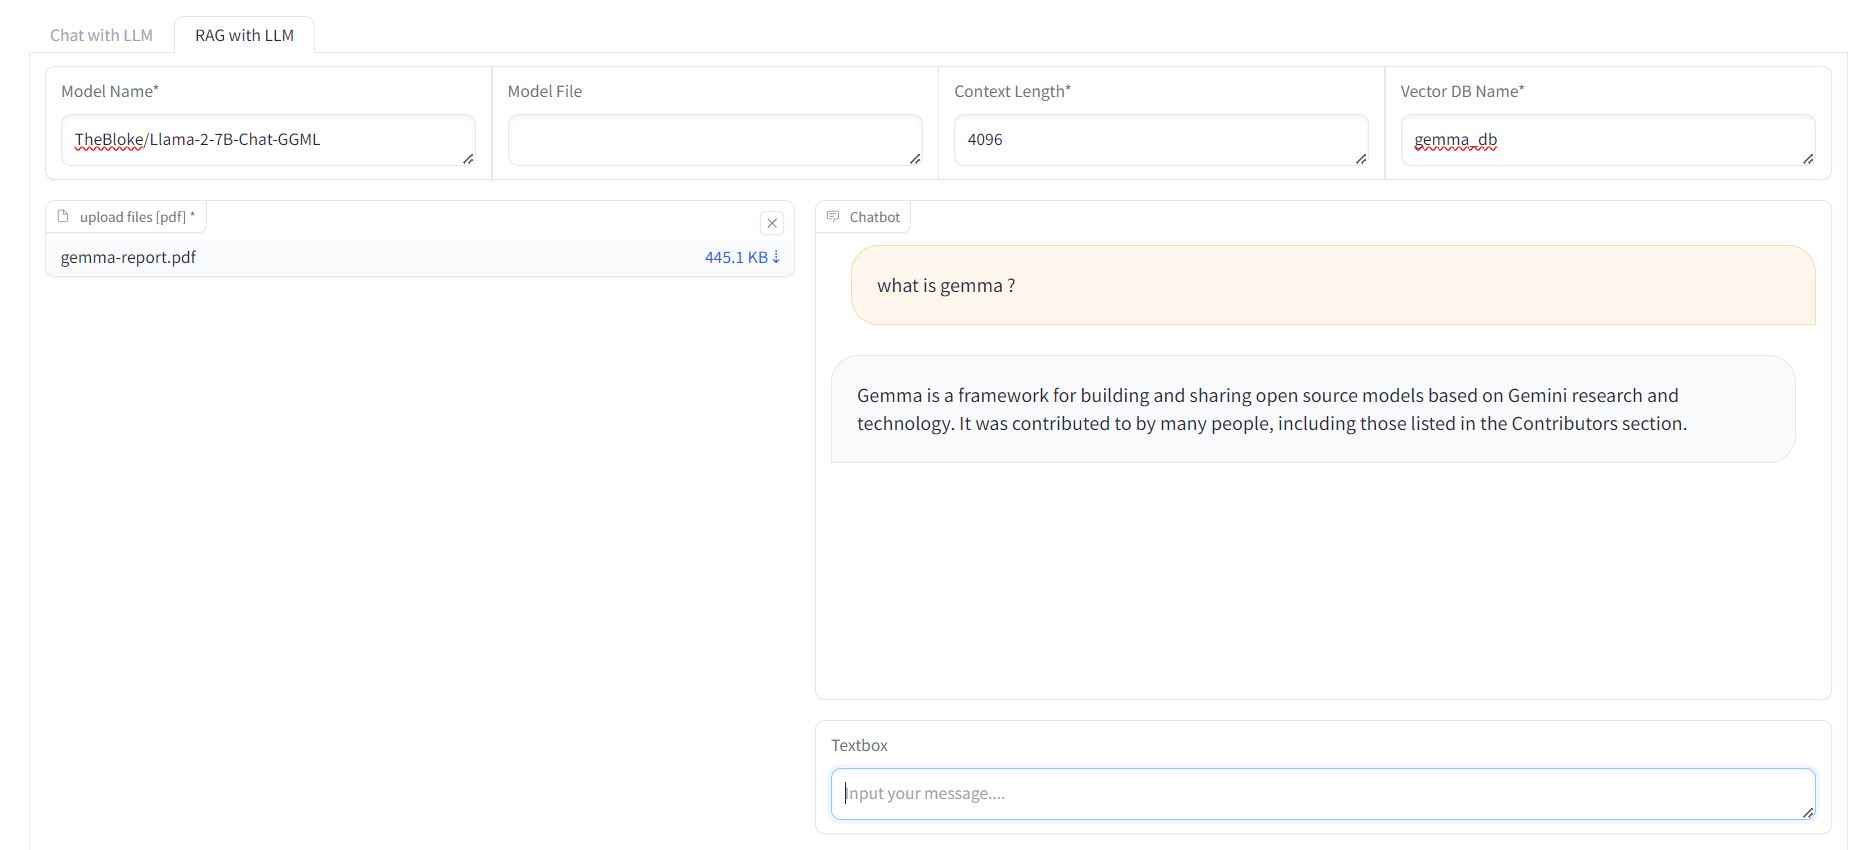 Chat with LLM
RAG with LLM
Model Name*
Model File
Context Length*
Vector DB Name*
TheBloke/Llama-2-7B-Chat-GGML
4096
gemma_db
upload files [pdf] *
gemma-report.pdf
445.1 KB ⇣
Chatbot
what is gemma ?
Gemma is a framework for building and sharing open source models based on Gemini research and
technology. It was contributed to by many people, including those listed in the Contributors section.
Textbox
Input your message....